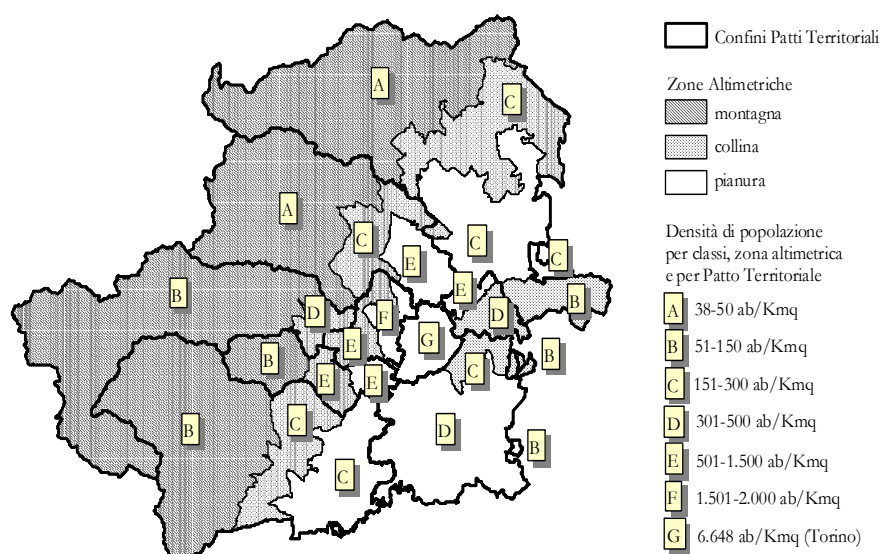 Confini Patti Territoriali
Zone Altimetriche
montagna
collina
pianura
Densità di popolazione
per classi, zona altimetrica
e per Patto Territoriale
A 38-50 ab/Kmq
B 51-150 ab/Kmq
C 151-300 ab/Kmq
D 301-500 ab/Kmq
E 501-1.500 ab/Kmq
F 1.501-2.000 ab/Kmq
G 6.648 ab/Kmq (Torino)
A
C
A
C
C
E
C
B
E
B
D
F
D
G
E
B
B
E
E
C
C
B
D
B
C